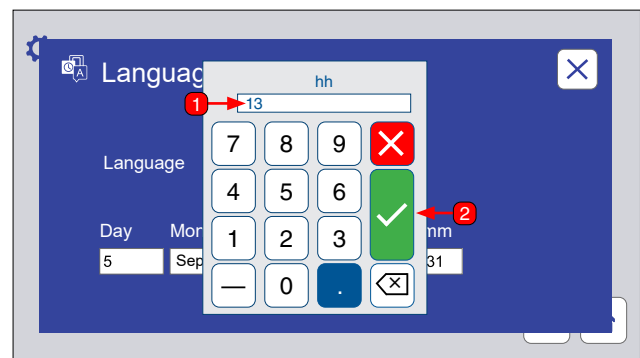 Languag
hh
1
13
7 8 9
Language
4 5 6
2
Day Mon mm
1 2 3
5 Sep 31
— 0 .